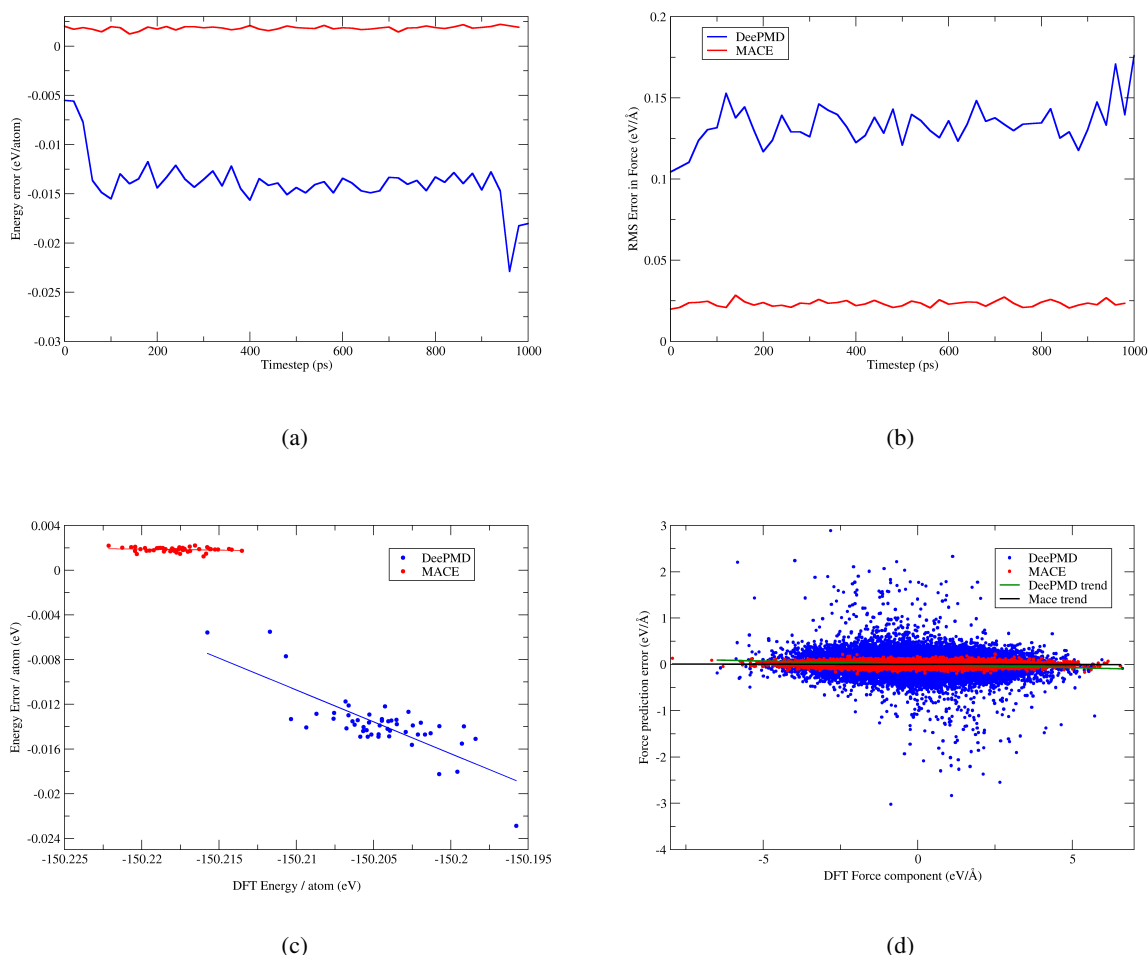 0
-0.005
-0.01
-0.015
-0.02
-0.025
-0.03
Energy error (eV/atom)
0 200 400 600 800 1000
Timestep (ps)
(a)
0.2
0.15
0.1
0.05
0
RMS Error in Force (eV/Å)
DeePMD
MACE
0 200 400 600 800 1000
Timestep (ps)
(b)
0.004
0
-0.004
-0.008
-0.012
-0.016
-0.02
-0.024
Energy Error / atom (eV)
DeePMD
MACE
-150.225 -150.22 -150.215 -150.21 -150.205 -150.2 -150.195
DFT Energy / atom (eV)
(c)
3
2
1
0
-1
-2
-3
-4
Force prediction error (eV/Å)
DeePMD
MACE
DeePMD trend
Mace trend
-5 0 5
DFT Force component (eV/Å)
(d)